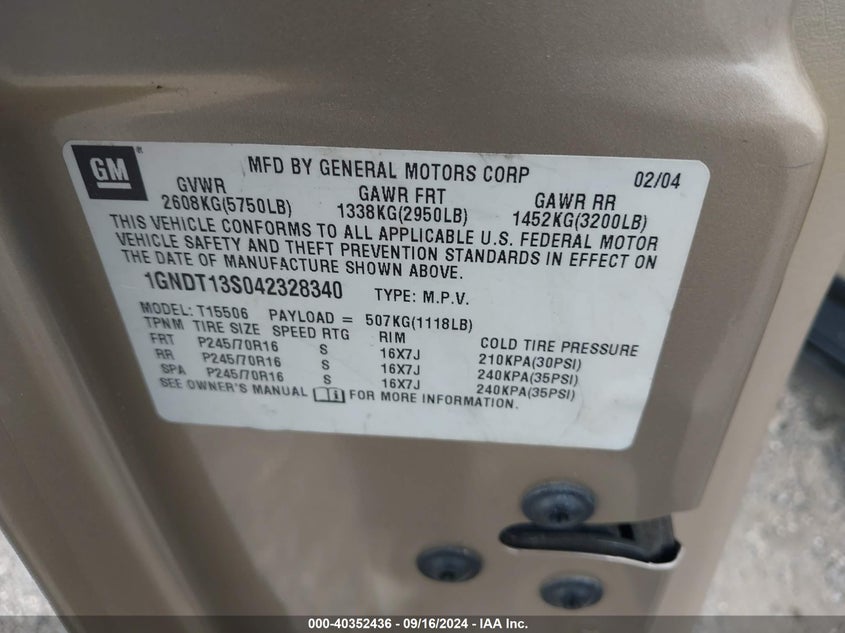 GM ® MFD BY GENERAL MOTORS CORP 02/04
GVWR GAWR FRT GAWR RR
2608KG(5750LB) 1338KG(2950LB) 1452KG(3200LB)
THIS VEHICLE CONFORMS TO ALL APPLICABLE U.S. FEDERAL MOTOR
VEHICLE SAFETY AND THEFT PREVENTION STANDARDS IN EFFECT ON
THE DATE OF MANUFACTURE SHOWN ABOVE.
1GNDT13S042328340 TYPE: M.P.V.
MODEL: T15506 PAYLOAD = 507KG(1118LB)
TPNM TIRE SIZE SPEED RTG RIM COLD TIRE PRESSURE
FRT P245/70R16 S 16X7J 210KPA(30PSI)
RR P245/70R16 S 16X7J 240KPA(35PSI)
SPA P245/70R16 S 16X7J 240KPA(35PSI)
SEE OWNER'S MANUAL FOR MORE INFORMATION.
000-40352436 - 09/16/2024 - IAA Inc.